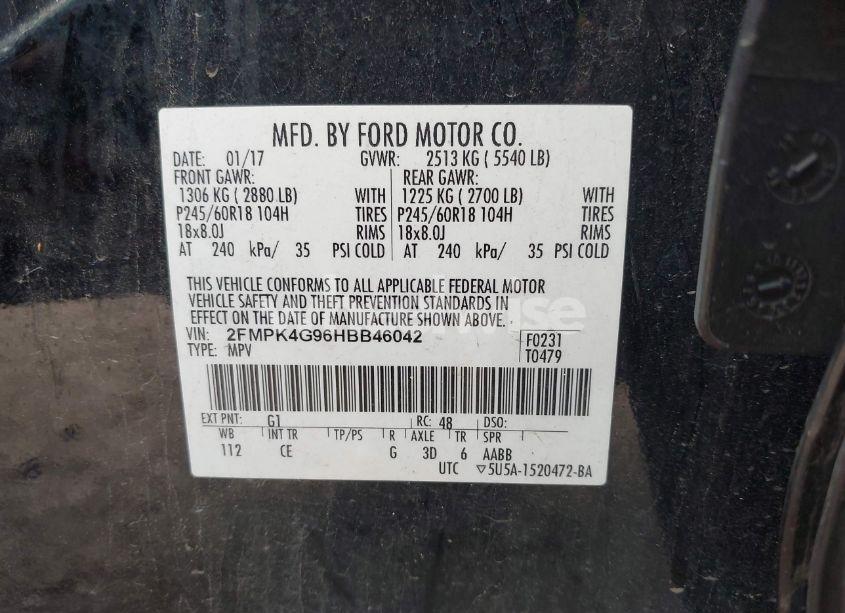 MFD. BY FORD MOTOR CO.
DATE: 01/17 GVWR: 2513 KG ( 5540 LB)
FRONT GAWR: REAR GAWR:
1306 KG ( 2880 LB) WITH 1225 KG ( 2700 LB) WITH
P245/60R18 104H TIRES P245/60R18 104H TIRES
18x8.0J RIMS 18x8.0J RIMS
AT 240 kPa/ 35 PSI COLD AT 240 kPa/ 35 PSI COLD
THIS VEHICLE CONFORMS TO ALL APPLICABLE FEDERAL MOTOR
VEHICLE SAFETY AND THEFT PREVENTION STANDARDS IN
EFFECT ON THE DATE OF MANUFACTURE SHOWN ABOVE.
VIN: 2FMPK4G96HBB46042 F0231
TYPE: MPV T0479
EXT PNT: G1 RC: 48 DSO:
WB INT TR TP/PS R AXLE TR SPR
112 CE G 3D 6 AABB
UTC ▽5U5A-1520472-BA